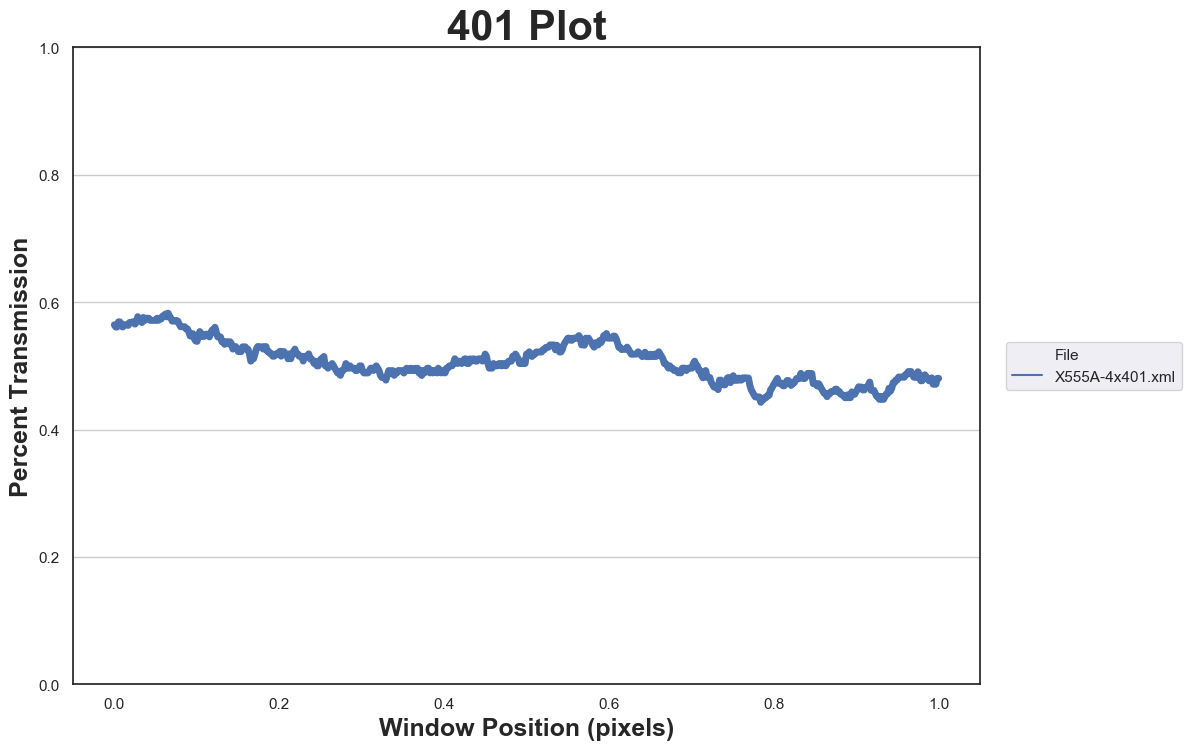 401 Plot
1.0
0.8
0.6
0.4
0.2
0.0
Percent Transmission
0.0 0.2 0.4 0.6 0.8 1.0
Window Position (pixels)
File
X555A-4x401.xml